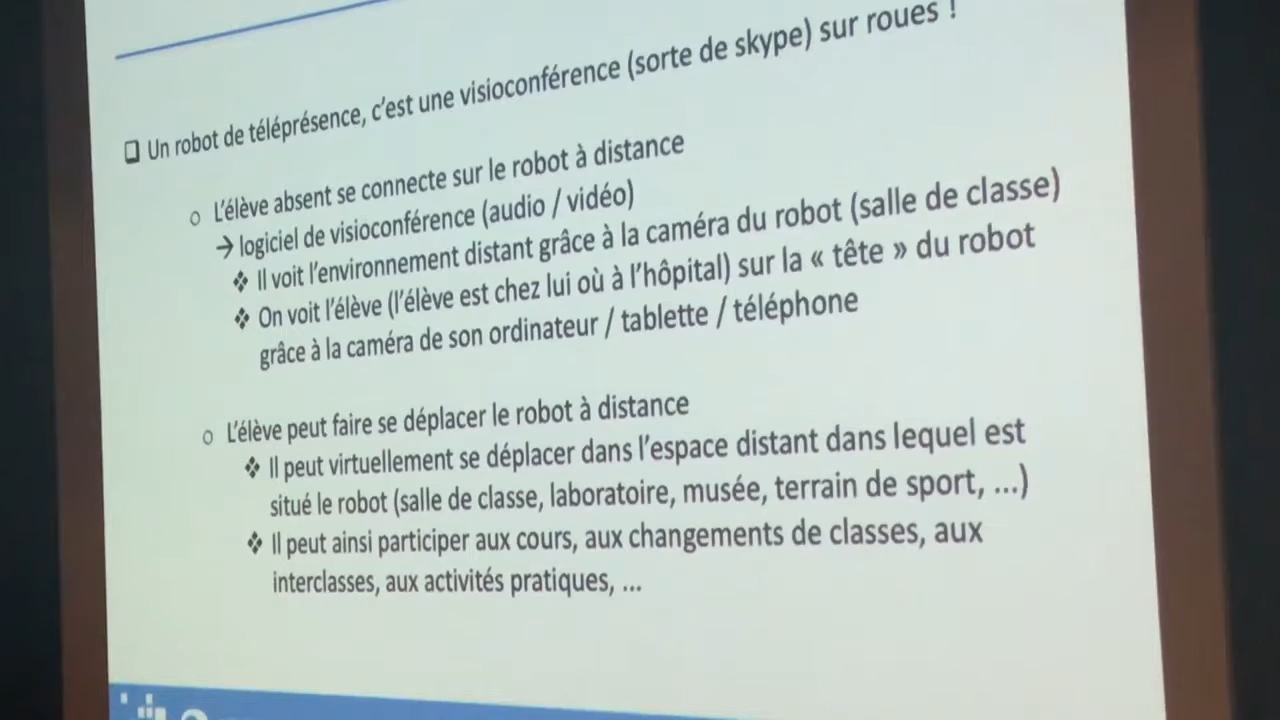 ❑ Un robot de téléprésence, c'est une visioconférence (sorte de skype) sur roues !
o L'élève absent se connecte sur le robot à distance
→ logiciel de visioconférence (audio / vidéo)
❖ Il voit l'environnement distant grâce à la caméra du robot (salle de classe)
❖ On voit l'élève (l'élève est chez lui où à l'hôpital) sur la « tête » du robot
grâce à la caméra de son ordinateur / tablette / téléphone
o L'élève peut faire se déplacer le robot à distance
❖ Il peut virtuellement se déplacer dans l'espace distant dans lequel est
situé le robot (salle de classe, laboratoire, musée, terrain de sport, ...)
❖ Il peut ainsi participer aux cours, aux changements de classes, aux
interclasses, aux activités pratiques, ...